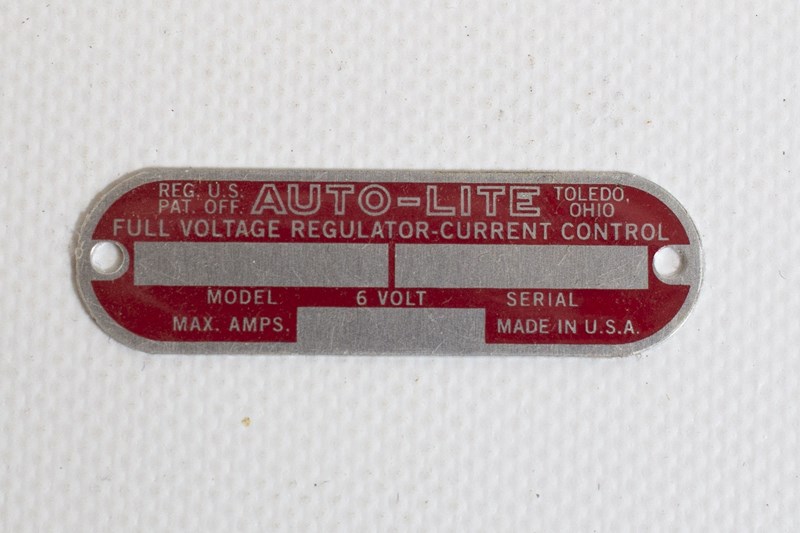 REG. U.S. PAT. OFF. AUTO-LITE TOLEDO, OHIO
FULL VOLTAGE REGULATOR-CURRENT CONTROL
MODEL 6 VOLT SERIAL
MAX. AMPS. MADE IN U.S.A.